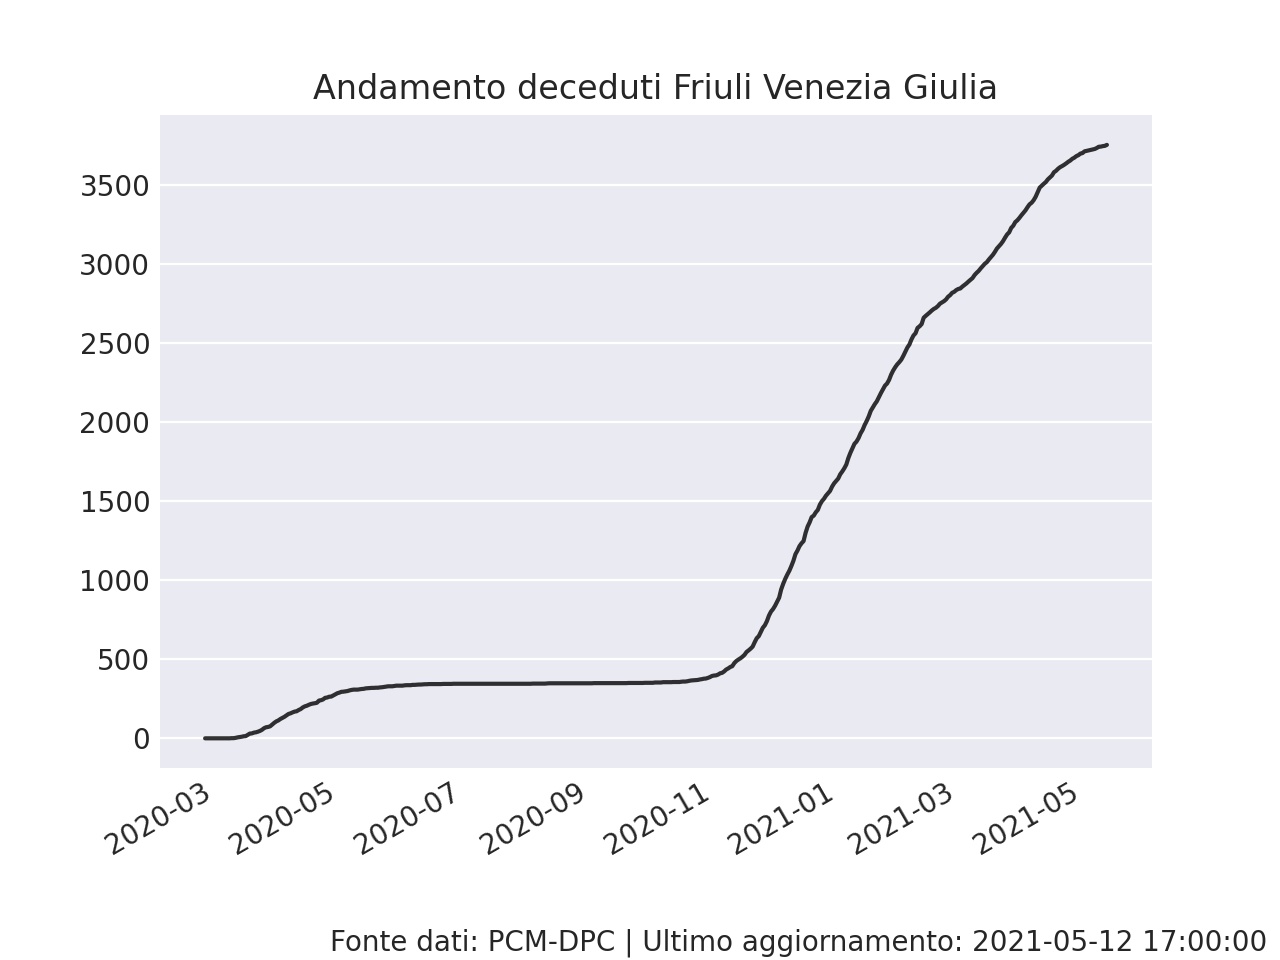 Andamento deceduti Friuli Venezia Giulia
3500
3000
2500
2000
1500
1000
500
0
2020-03 2020-05 2020-07 2020-09 2020-11 2021-01 2021-03 2021-05
Fonte dati: PCM-DPC | Ultimo aggiornamento: 2021-05-12 17:00:00